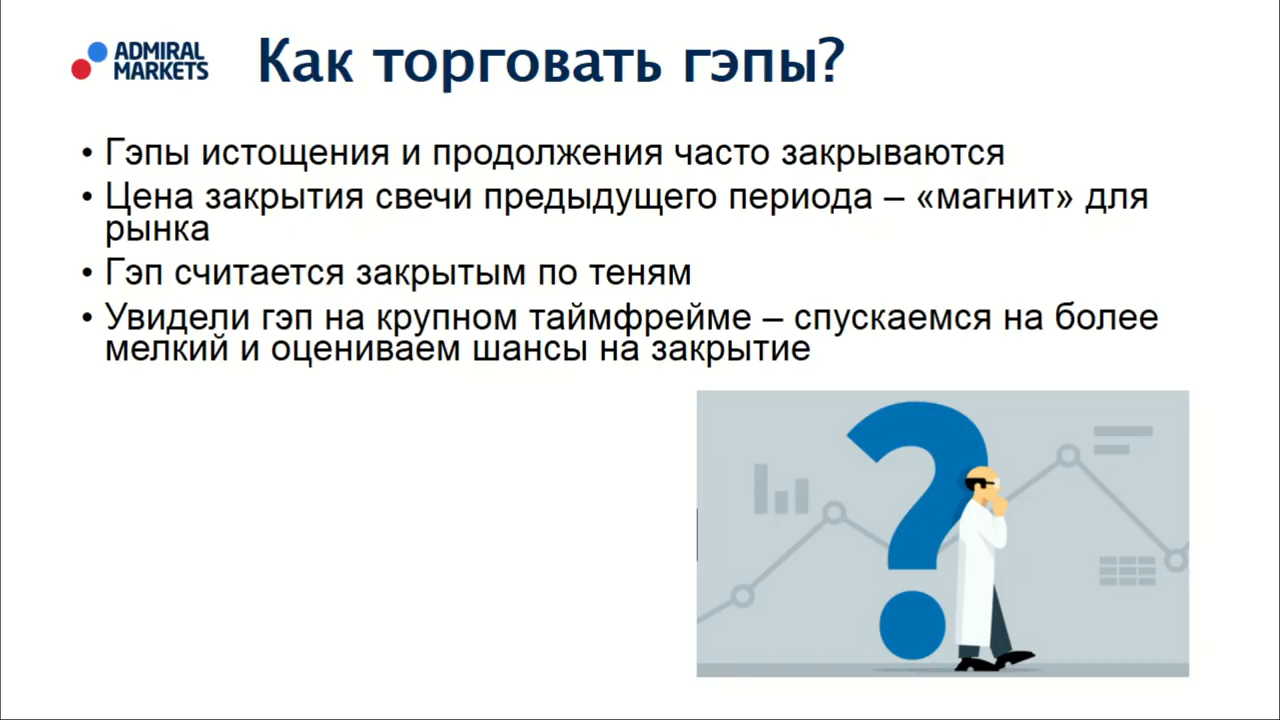 ADMIRAL
MARKETS
Как торговать гэпы?
• Гэпы истощения и продолжения часто закрываются
• Цена закрытия свечи предыдущего периода – «магнит» для
рынка
• Гэп считается закрытым по теням
• Увидели гэп на крупном таймфрейме – спускаемся на более
мелкий и оцениваем шансы на закрытие